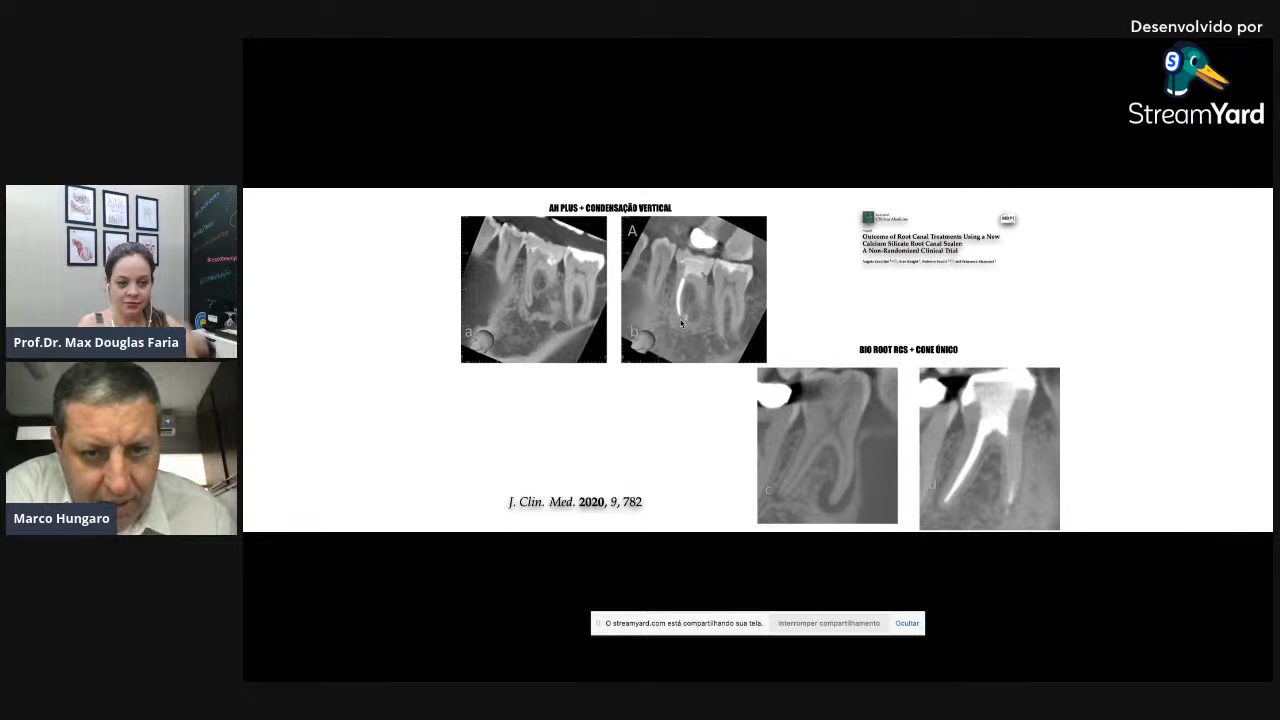 Desenvolvido por
StreamYard
Prof.Dr. Max Douglas Faria
Marco Hungaro
AH PLUS + CONDENSAÇÃO VERTICAL
a
A
b
Clinical Medicine
Outcome of Root Canal Treatments Using a New
Calcium Silicate Root Canal Sealer:
A Non-Randomized Clinical Trial
BIO ROOT RCS + CONE ÚNICO
c
d
J. Clin. Med. 2020, 9, 782
O streamyard.com está compartilhando sua tela.
Interromper compartilhamento
Ocultar